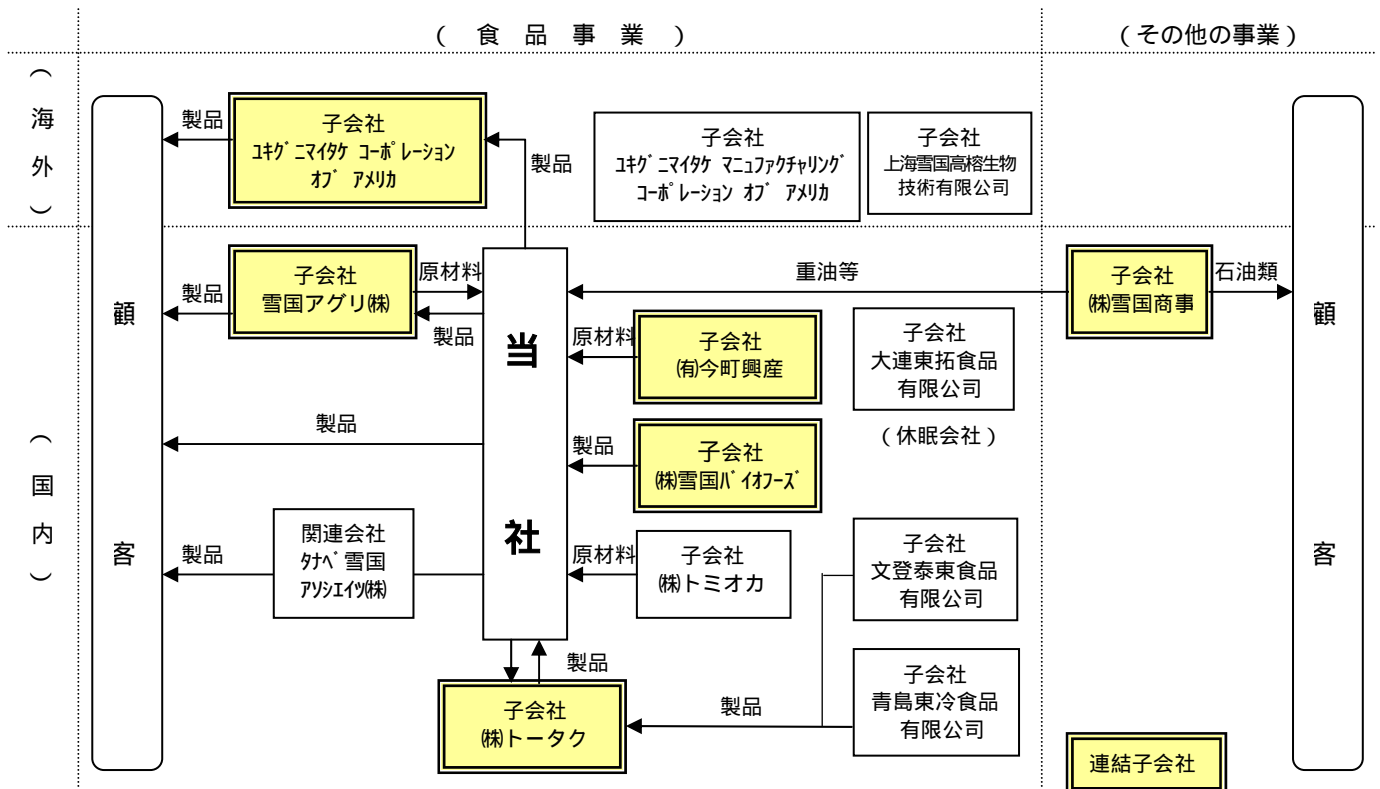 ( 食 品 事 業 )
( その他の事業 )
（海外）
製品
子会社
ﾕｷｸﾞﾆﾏｲﾀｹ ｺｰﾎﾟﾚｰｼｮﾝ
ｵﾌﾞ ｱﾒﾘｶ
製品
子会社
ﾕｷｸﾞﾆﾏｲﾀｹ ﾏﾆｭﾌｧｸﾁｬﾘﾝｸﾞ
ｺｰﾎﾟﾚｰｼｮﾝ ｵﾌﾞ ｱﾒﾘｶ
子会社
上海雪国高榕生物
技術有限公司
（国内）
顧客
製品
子会社
雪国アグリ㈱
原材料
製品
当社
重油等
子会社
㈱雪国商事
石油類
顧客
原材料
子会社
㈲今町興産
子会社
大連東拓食品
有限公司
( 休眠会社 )
製品
製品
子会社
㈱雪国ﾊﾞｲｵﾌｰｽﾞ
製品
関連会社
ﾀﾅﾍﾞ雪国
ｱｿｼｴｲﾂ㈱
原材料
子会社
㈱トミオカ
子会社
文登泰東食品
有限公司
製品
子会社
㈱トータク
製品
子会社
青島東冷食品
有限公司
連結子会社